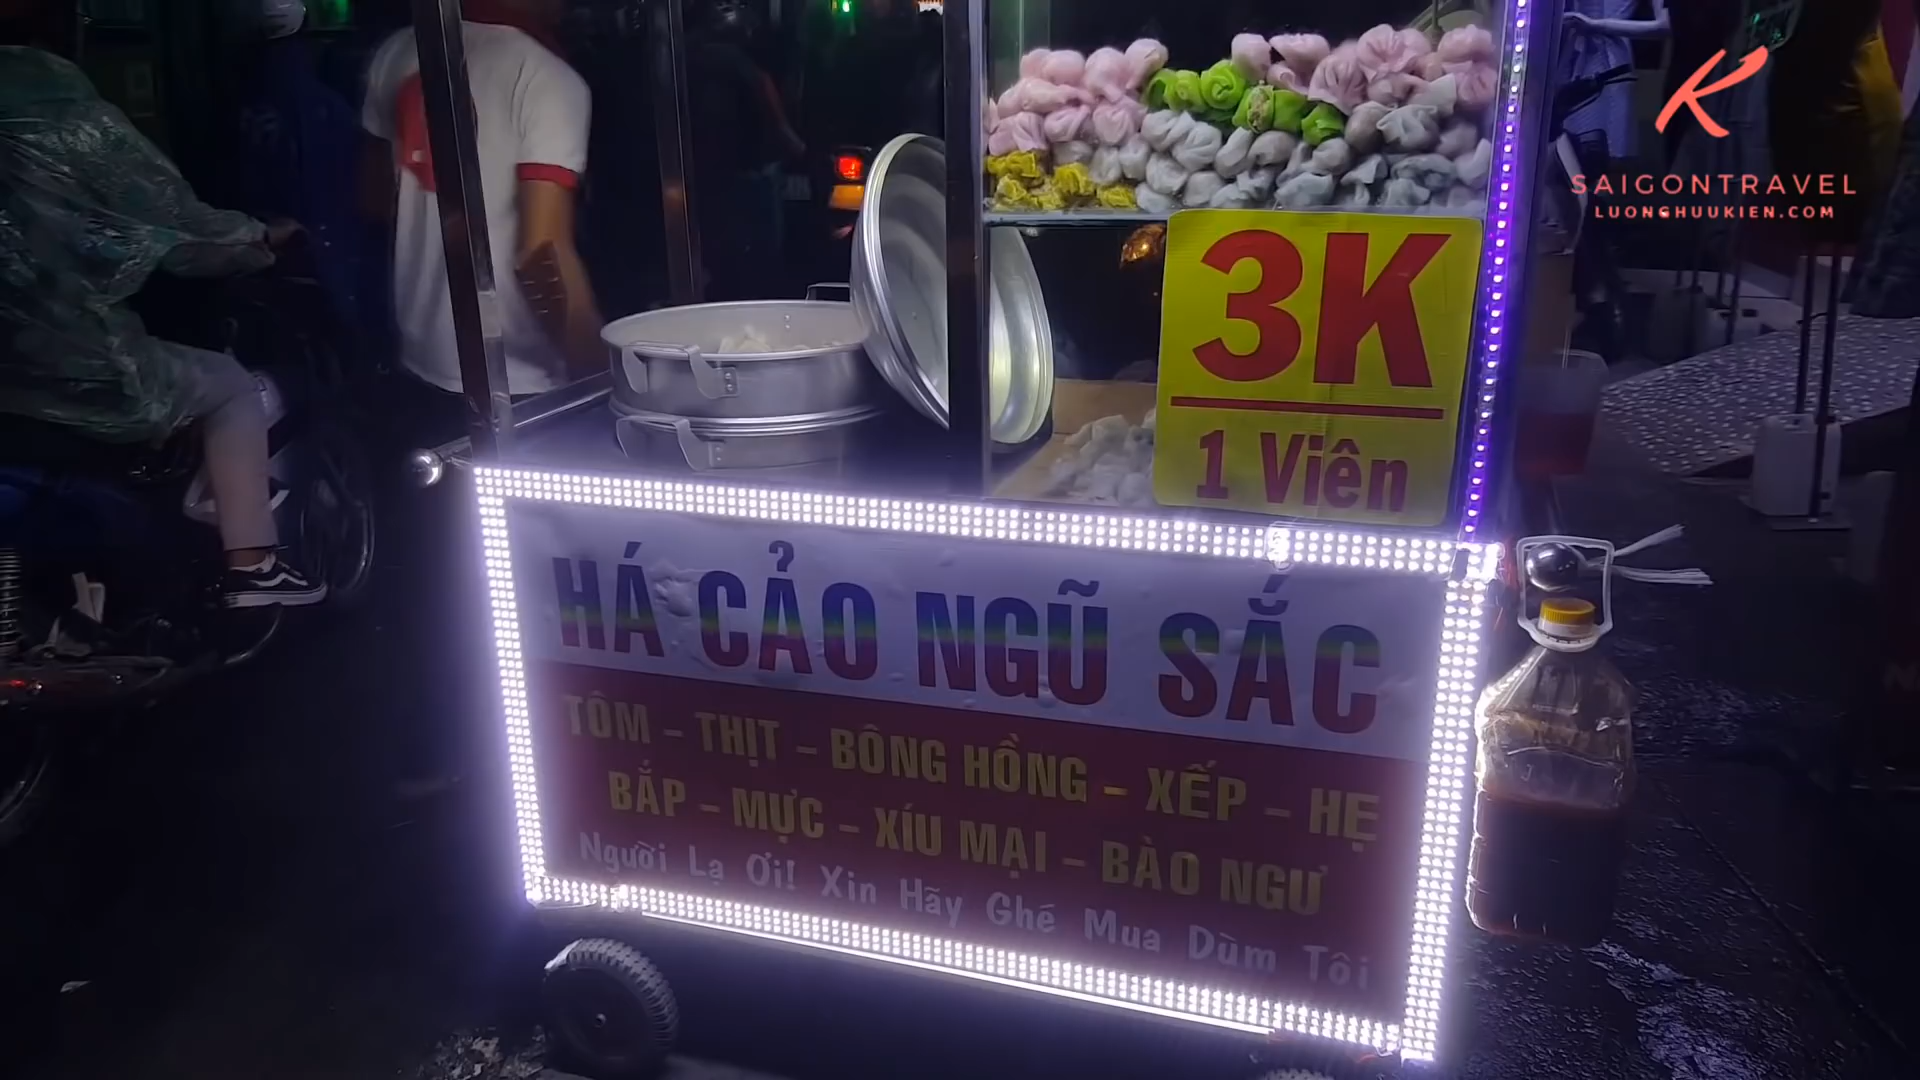 K
SAIGONTRAVEL
LUONGHUUKIEN.COM
3K
1 Viên
HÁ CẢO NGŨ SẮC
TÔM - THỊT - BÔNG HỒNG - XẾP - HẸ
BẮP - MỰC - XÍU MẠI - BÀO NGƯ
Người Lạ Ơi! Xin Hãy Ghé Mua Dùm Tôi